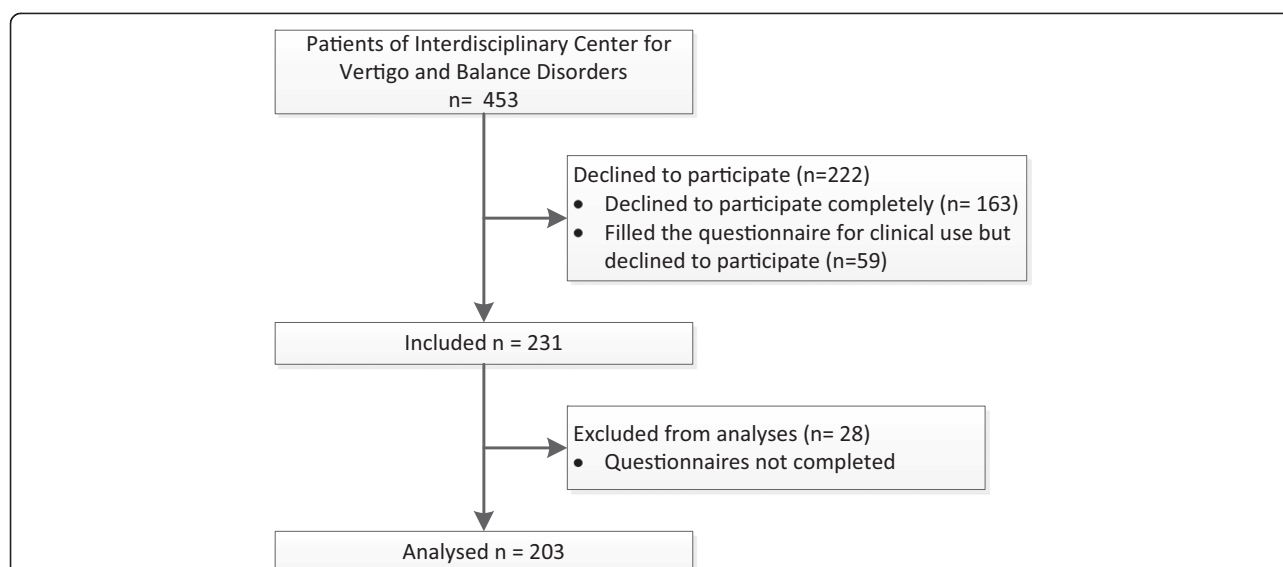 Patients of Interdisciplinary Center for
Vertigo and Balance Disorders
n= 453
Declined to participate (n=222)
• Declined to participate completely (n= 163)
• Filled the questionnaire for clinical use but
declined to participate (n=59)
Included n = 231
Excluded from analyses (n= 28)
• Questionnaires not completed
Analysed n = 203